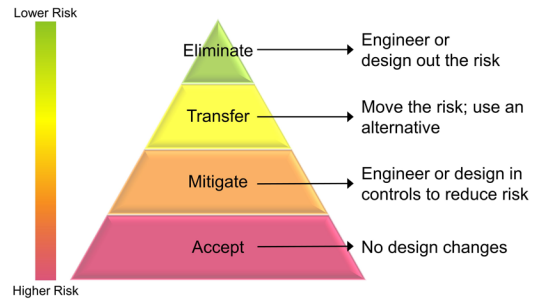 Lower Risk
Eliminate
Engineer or
design out the risk
Transfer
Move the risk; use an
alternative
Mitigate
Engineer or design in
controls to reduce risk
Accept
No design changes
Higher Risk